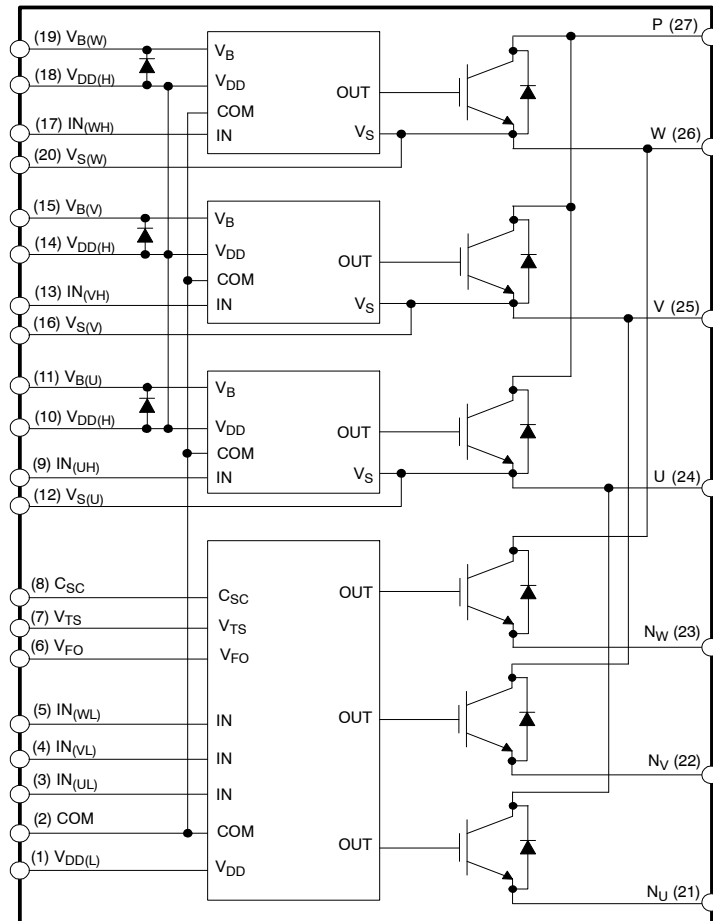 (19) VB(W)
VB
P (27)
(18) VDD(H)
VDD
OUT
COM
(17) IN(WH)
IN
VS
W (26)
(20) VS(W)
(15) VB(V)
VB
(14) VDD(H)
VDD
OUT
COM
(13) IN(VH)
IN
VS
V (25)
(16) VS(V)
(11) VB(U)
VB
(10) VDD(H)
VDD
OUT
COM
(9) IN(UH)
IN
VS
U (24)
(12) VS(U)
(8) CSC
CSC
OUT
(7) VTS
VTS
(6) VFO
VFO
NW (23)
(5) IN(WL)
IN
OUT
(4) IN(VL)
IN
NV (22)
(3) IN(UL)
IN
(2) COM
COM
OUT
(1) VDD(L)
VDD
NU (21)